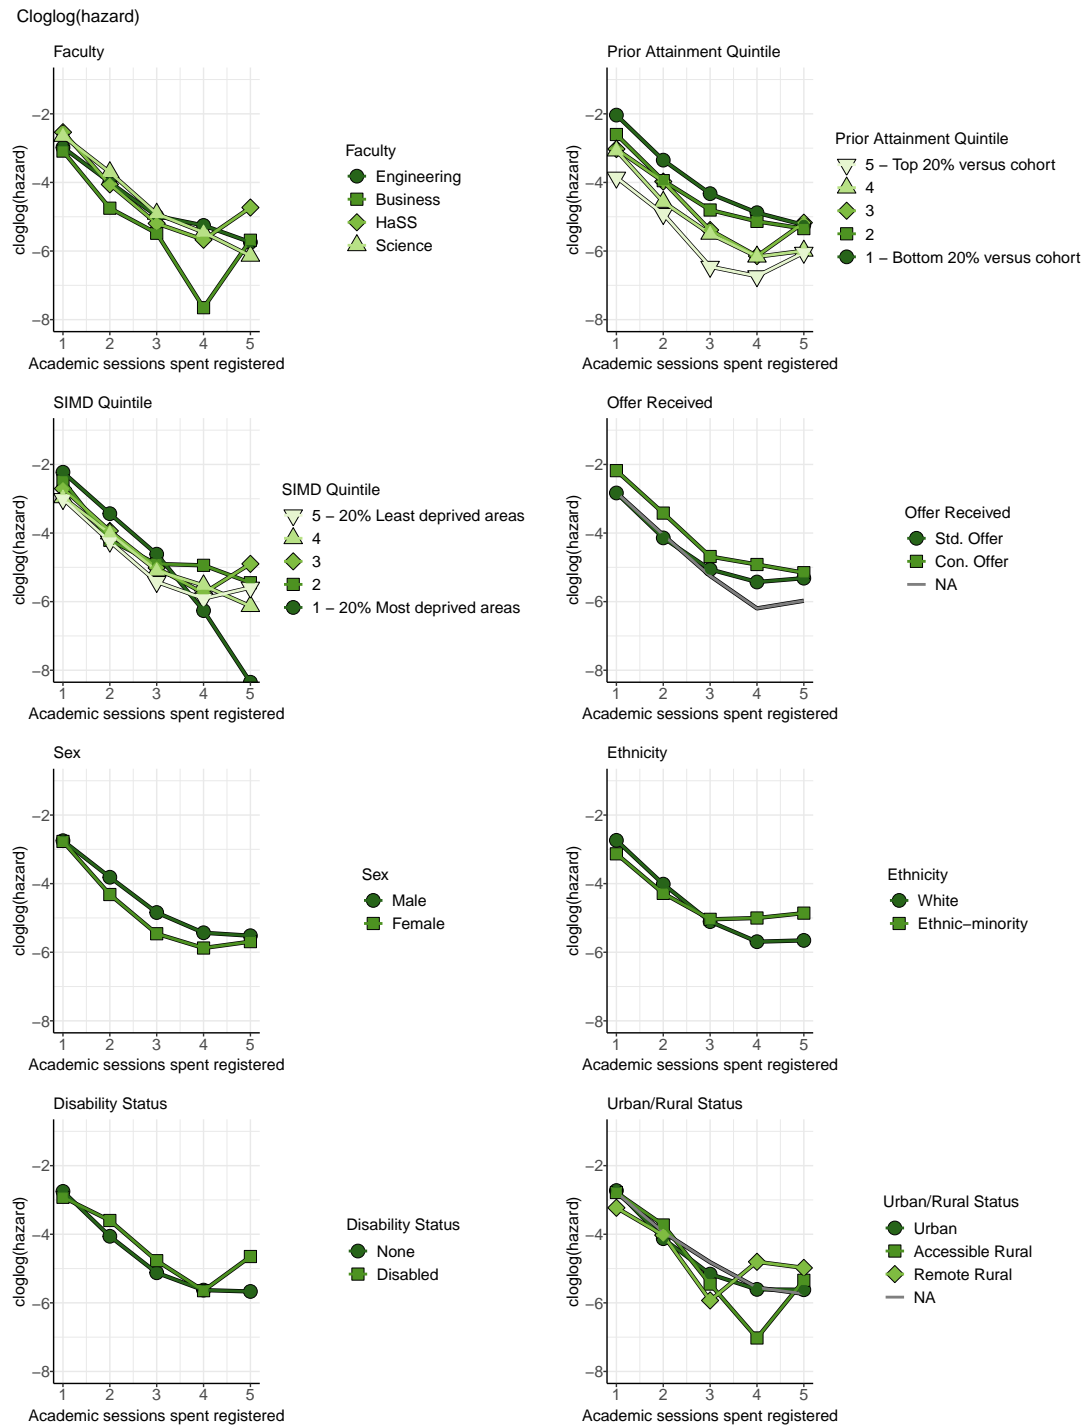 Cloglog(hazard)
Faculty
cloglog(hazard)
−2
−4
−6
−8
1 2 3 4 5
Academic sessions spent registered
Faculty
Engineering
Business
HaSS
Science
Prior Attainment Quintile
cloglog(hazard)
−2
−4
−6
−8
1 2 3 4 5
Academic sessions spent registered
Prior Attainment Quintile
5 − Top 20% versus cohort
4
3
2
1 − Bottom 20% versus cohort
SIMD Quintile
cloglog(hazard)
−2
−4
−6
−8
1 2 3 4 5
Academic sessions spent registered
SIMD Quintile
5 − 20% Least deprived areas
4
3
2
1 − 20% Most deprived areas
Offer Received
cloglog(hazard)
−2
−4
−6
−8
1 2 3 4 5
Academic sessions spent registered
Offer Received
Std. Offer
Con. Offer
NA
Sex
cloglog(hazard)
−2
−4
−6
−8
1 2 3 4 5
Academic sessions spent registered
Sex
Male
Female
Ethnicity
cloglog(hazard)
−2
−4
−6
−8
1 2 3 4 5
Academic sessions spent registered
Ethnicity
White
Ethnic−minority
Disability Status
cloglog(hazard)
−2
−4
−6
−8
1 2 3 4 5
Academic sessions spent registered
Disability Status
None
Disabled
Urban/Rural Status
cloglog(hazard)
−2
−4
−6
−8
1 2 3 4 5
Academic sessions spent registered
Urban/Rural Status
Urban
Accessible Rural
Remote Rural
NA